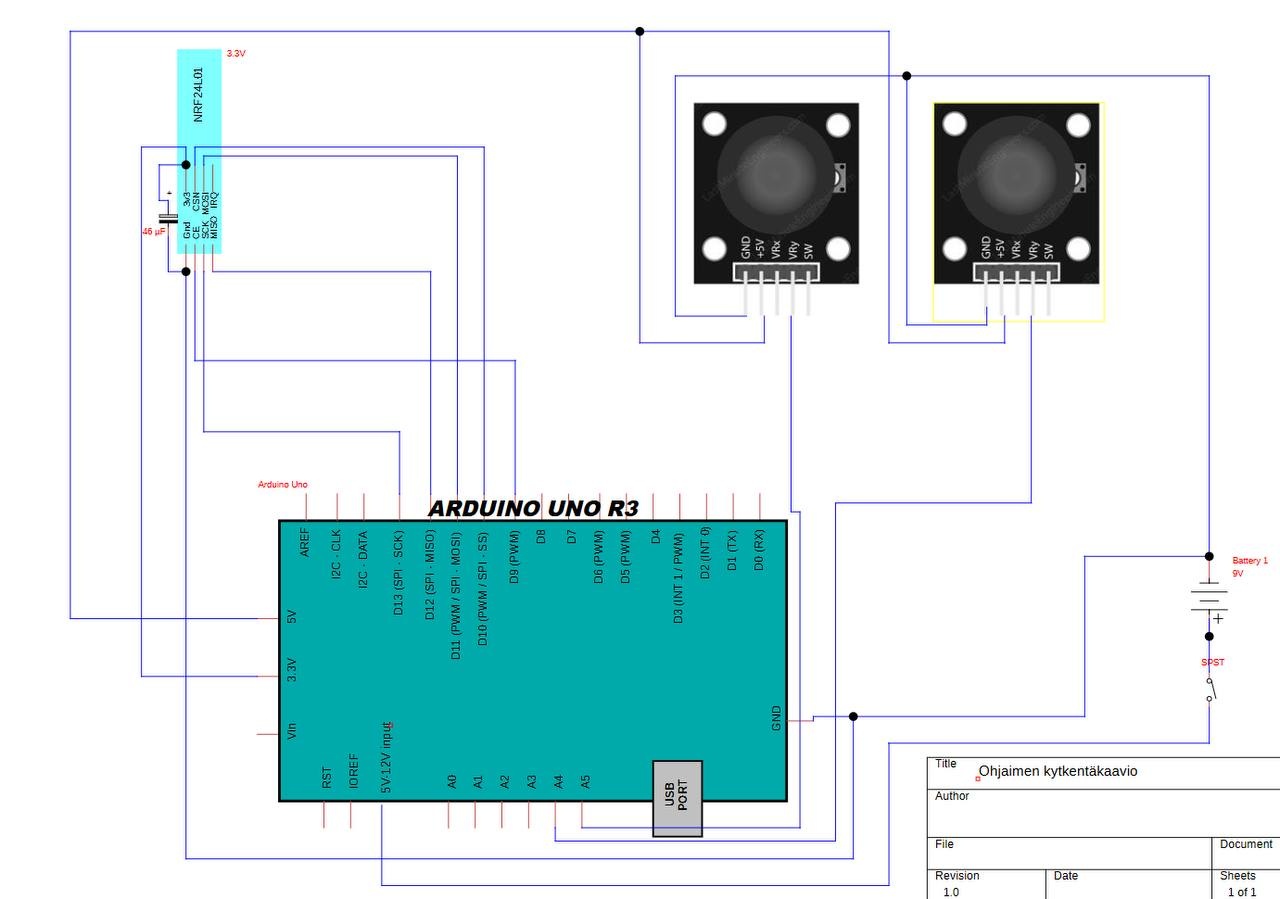 3.3V
NRF24L01
3v3
CSN
MOSI
IRQ
Gnd
CE
SCK
MISO
+
46 µF
GND
+5V
VRx
VRy
SW
GND
+5V
VRx
VRy
SW
Arduino Uno
ARDUINO UNO R3
AREF
I2C - CLK
I2C - DATA
D13 (SPI - SCK)
D12 (SPI - MISO)
D11 (PWM / SPI - MOSI)
D10 (PWM / SPI - SS)
D9 (PWM)
D8
D7
D6 (PWM)
D5 (PWM)
D4
D3 (INT 1 / PWM)
D2 (INT 0)
D1 (TX)
D0 (RX)
5V
3.3V
Vin
GND
RST
IOREF
5V-12V input
A0
A1
A2
A3
A4
A5
USB
PORT
Battery 1
9V
+
SPST
Title
Ohjaimen kytkentäkaavio
Author
File
Document
Revision
1.0
Date
Sheets
1 of 1